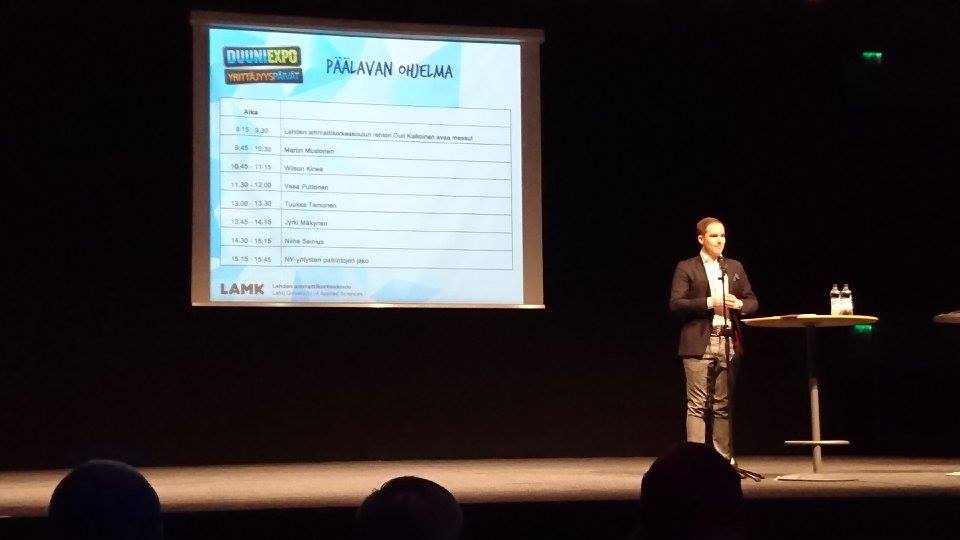 DUUNIEXPO
YRITTÄJYYSPÄIVÄT
PÄÄLAVAN OHJELMA
Aika
9.15 - 9.30 Lahden ammattikorkeakoulun rehtori Outi Kallioinen avaa messut
9.45 - 10.30 Martin Mustonen
10.45 - 11.15 Wilson Kirwa
11.30 - 12.00 Vesa Puttonen
13.00 - 13.30 Tuukka Temonen
13.45 - 14.15 Jyrki Mäkynen
14.30 - 15.15 Niina Sainius
15.15 - 15.45 NY-yritysten palkintojen jako
LAMK Lahden ammattikorkeakoulu
Lahti University of Applied Sciences